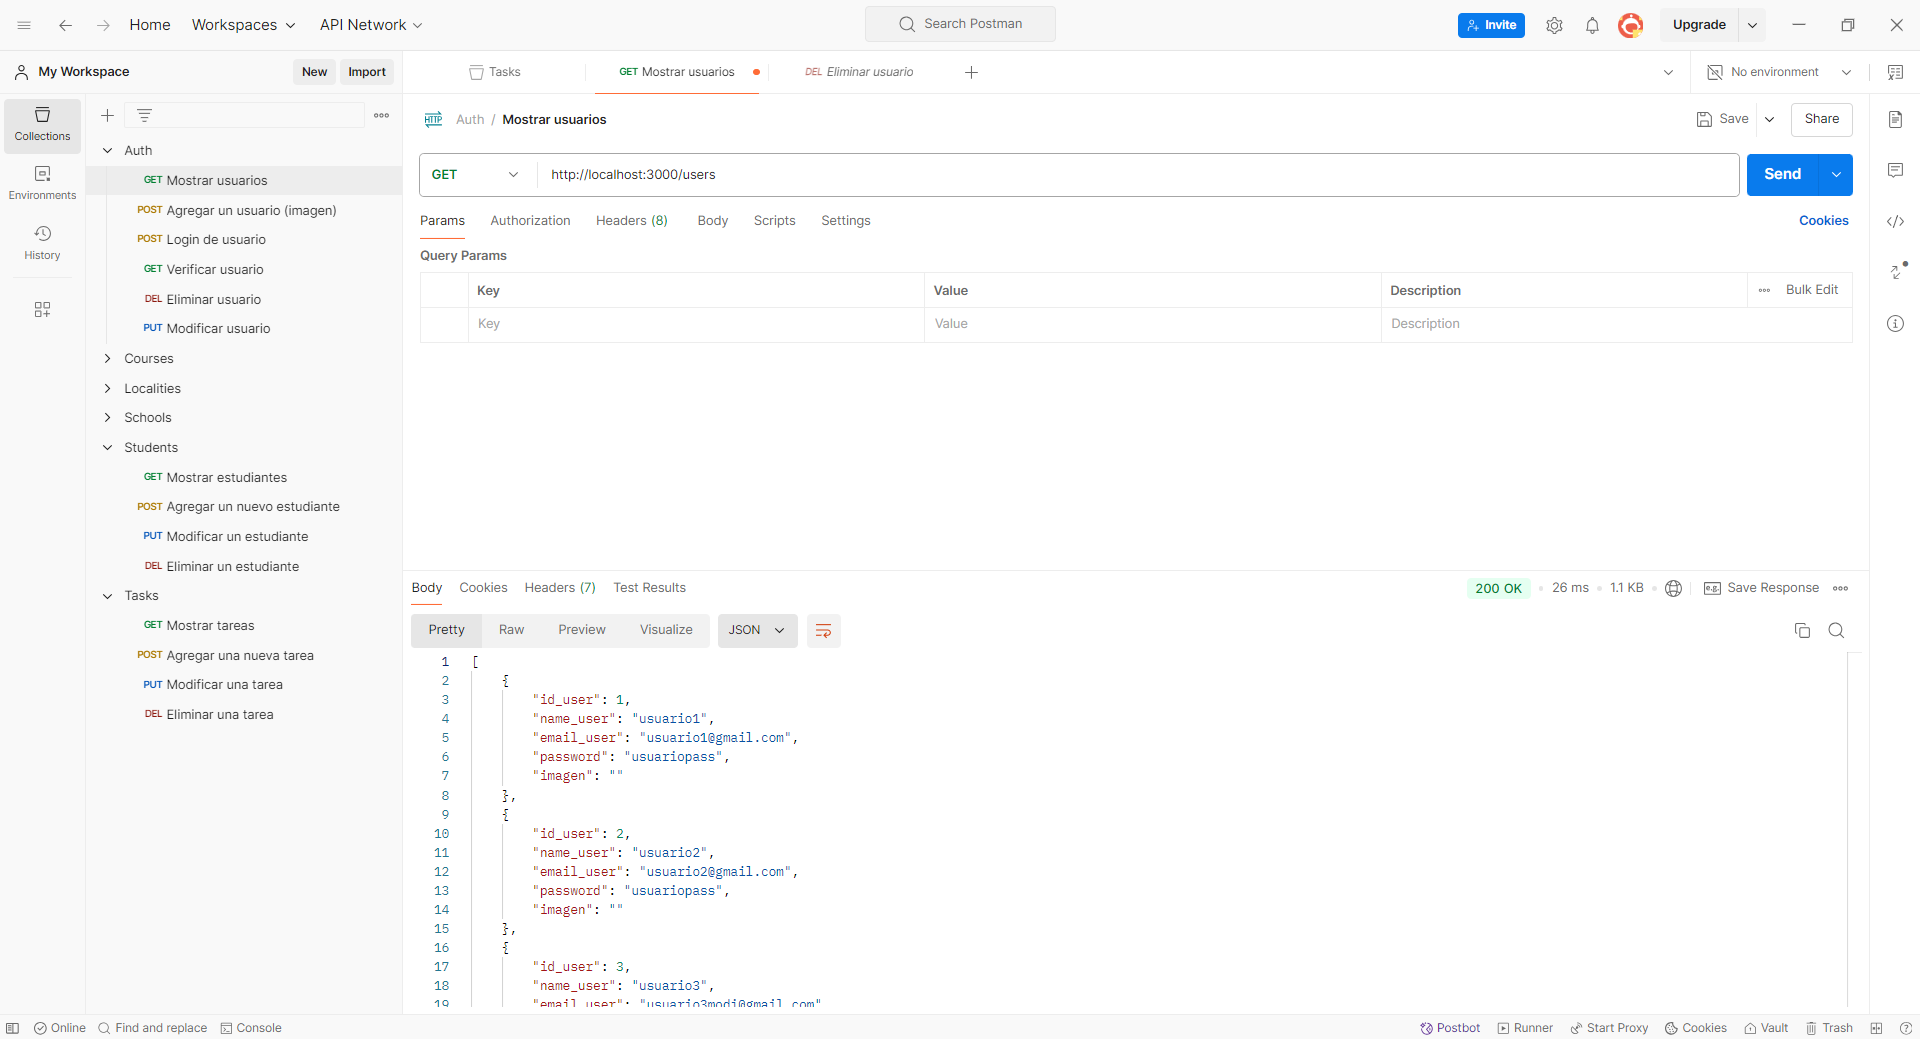 Home Workspaces API Network Search Postman Invite Upgrade
My Workspace New Import Tasks GET Mostrar usuarios DEL Eliminar usuario No environment
Collections
Environments
History
Auth
GET Mostrar usuarios
POST Agregar un usuario (imagen)
POST Login de usuario
GET Verificar usuario
DEL Eliminar usuario
PUT Modificar usuario
Courses
Localities
Schools
Students
GET Mostrar estudiantes
POST Agregar un nuevo estudiante
PUT Modificar un estudiante
DEL Eliminar un estudiante
Tasks
GET Mostrar tareas
POST Agregar una nueva tarea
PUT Modificar una tarea
DEL Eliminar una tarea
HTTP Auth / Mostrar usuarios Save Share
GET http://localhost:3000/users Send
Params Authorization Headers (8) Body Scripts Settings Cookies
Query Params
Key Value Description Bulk Edit
Key Value Description
Body Cookies Headers (7) Test Results 200 OK 26 ms 1.1 KB e.g. Save Response
Pretty Raw Preview Visualize JSON
1 [
2 {
3 "id_user": 1,
4 "name_user": "usuario1",
5 "email_user": "usuario1@gmail.com",
6 "password": "usuariopass",
7 "imagen": ""
8 },
9 {
10 "id_user": 2,
11 "name_user": "usuario2",
12 "email_user": "usuario2@gmail.com",
13 "password": "usuariopass",
14 "imagen": ""
15 },
16 {
17 "id_user": 3,
18 "name_user": "usuario3",
19 "email_user": "usuario3modi@gmail.com"
Online Find and replace Console Postbot Runner Start Proxy Cookies Vault Trash